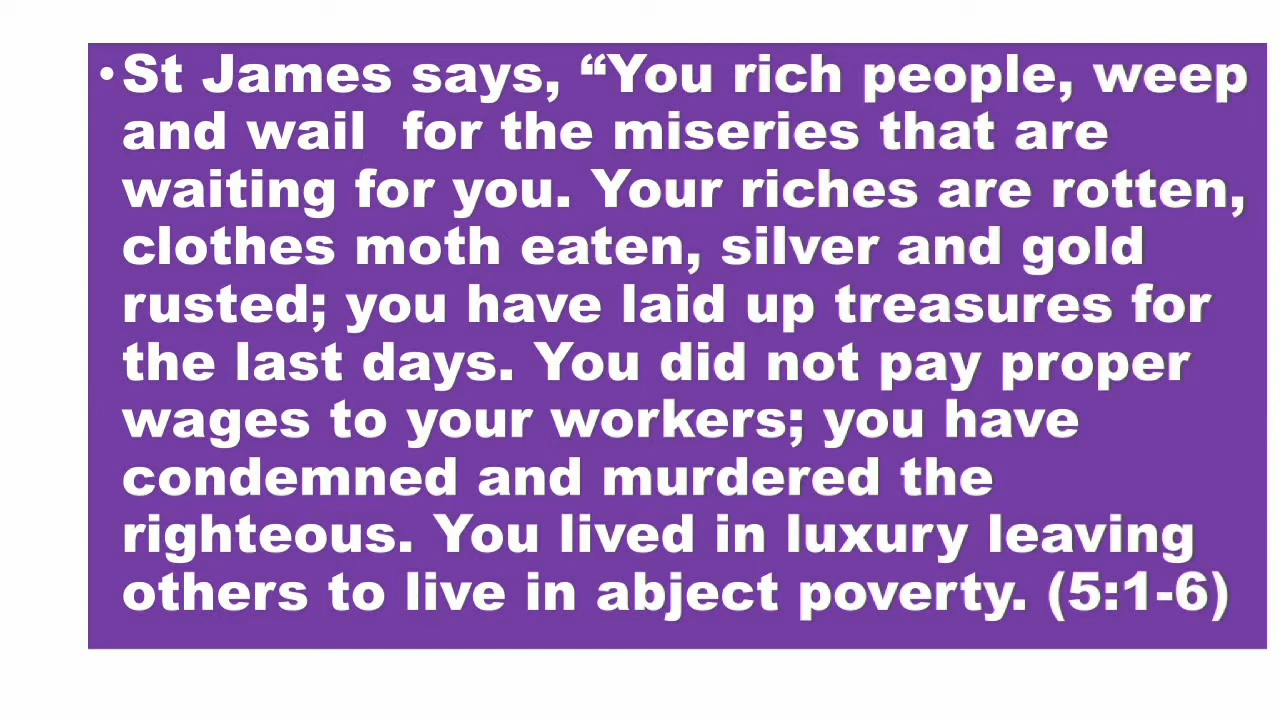 •St James says, “You rich people, weep
and wail  for the miseries that are
waiting for you. Your riches are rotten,
clothes moth eaten, silver and gold
rusted; you have laid up treasures for
the last days. You did not pay proper
wages to your workers; you have
condemned and murdered the
righteous. You lived in luxury leaving
others to live in abject poverty. (5:1-6)